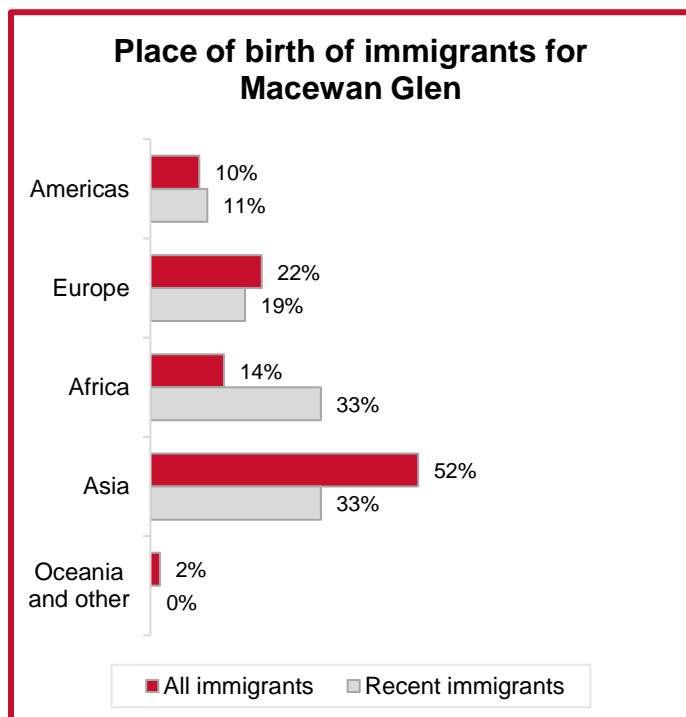 Place of birth of immigrants for
Macewan Glen
Americas
10%
11%
Europe
22%
19%
Africa
14%
33%
Asia
52%
33%
Oceania
and other
2%
0%
All immigrants
Recent immigrants